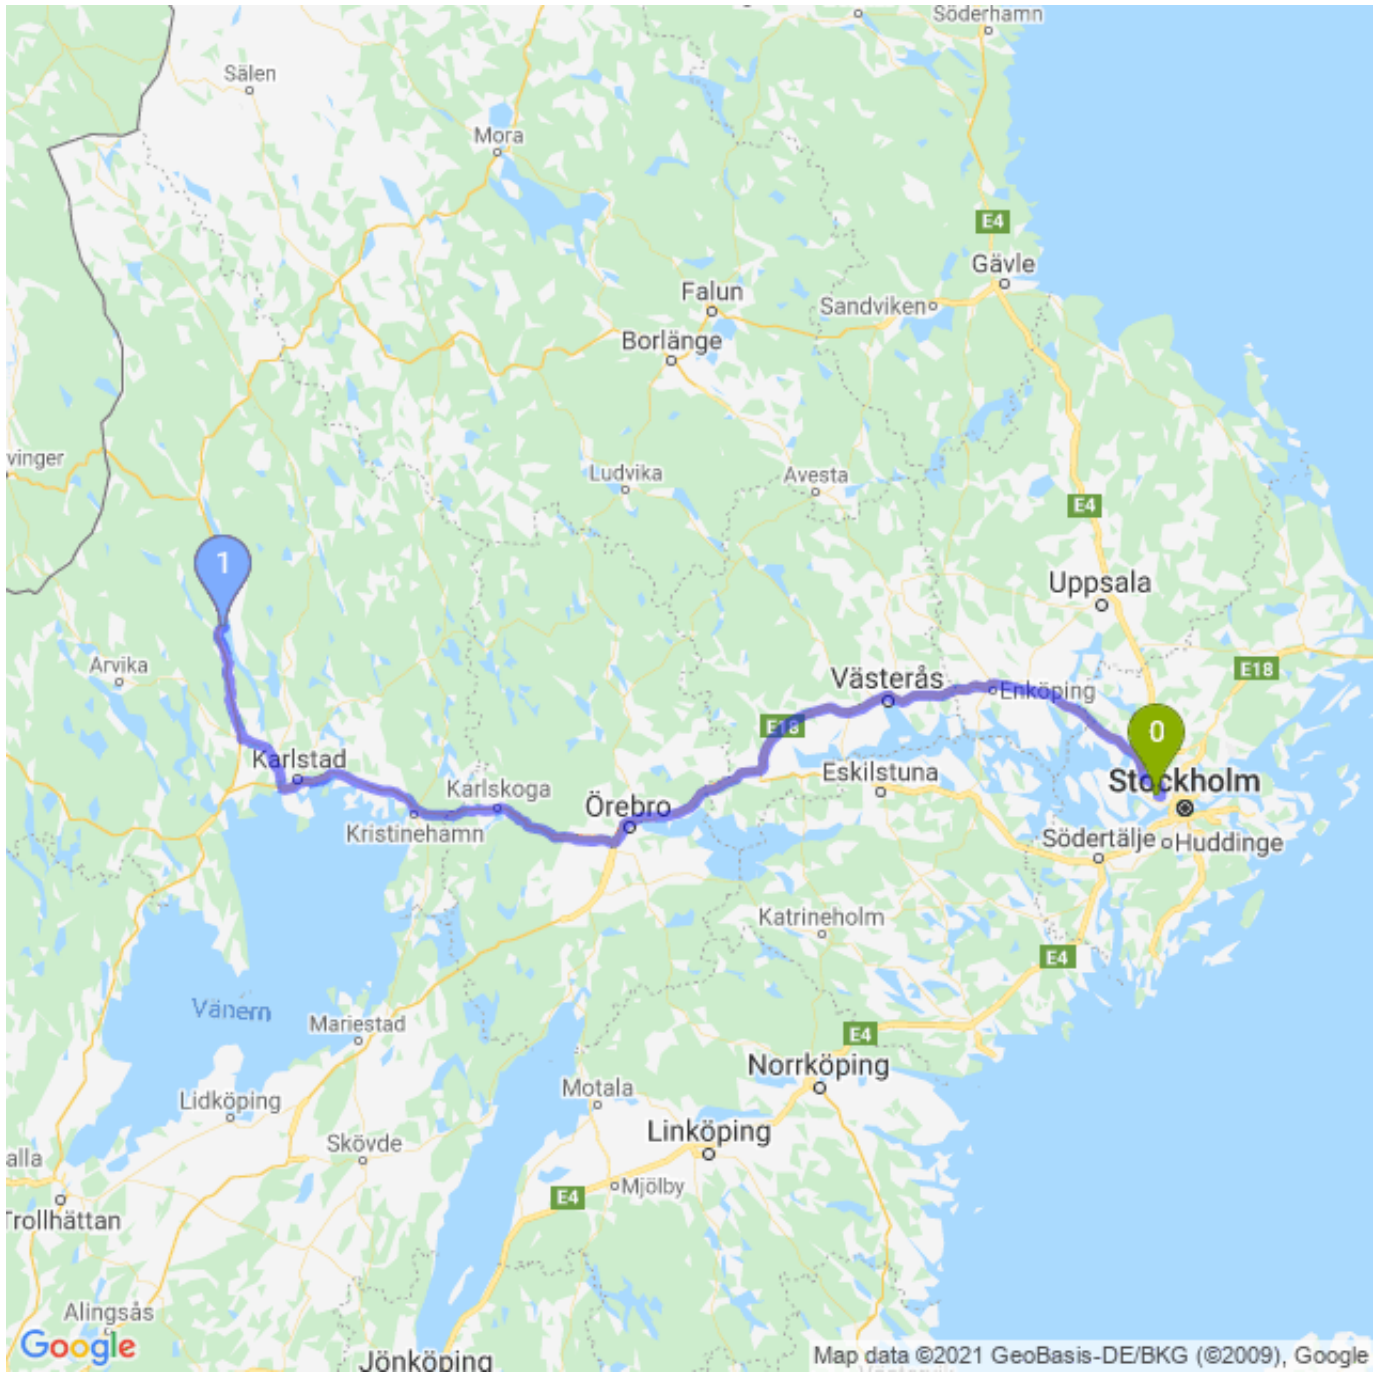 Söderhamn
Sälen
Mora
E4
Gävle
Falun
Sandviken
Borlänge
vinger
Ludvika
Avesta
E4
1
Uppsala
Arvika
E18
Västerås
Enköping
0
E18
Karlstad
Eskilstuna
Stockholm
Karlskoga
Örebro
Kristinehamn
Södertälje
Huddinge
Katrineholm
E4
Vänern
Mariestad
E4
Norrköping
Motala
Lidköping
Linköping
Skövde
alla
Mjölby
E4
Trollhättan
Alingsås
Google
Jönköping
Map data ©2021 GeoBasis-DE/BKG (©2009), Google